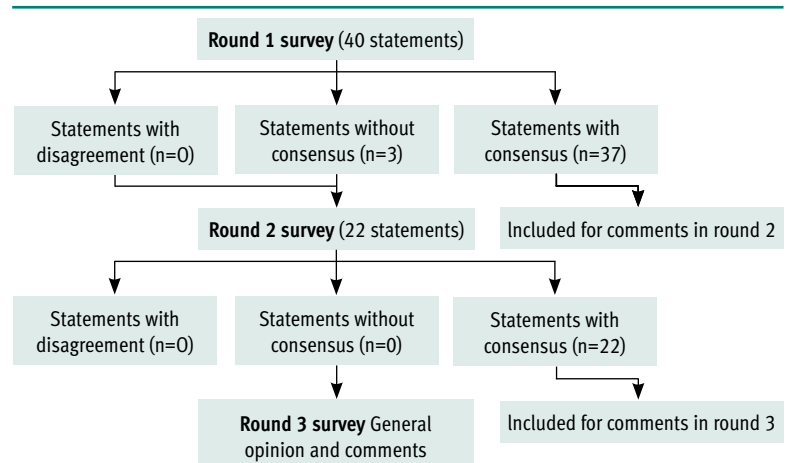 Round 1 survey (40 statements)
Statements with
disagreement (n=0)
Statements without
consensus (n=3)
Statements with
consensus (n=37)
Round 2 survey (22 statements)
Included for comments in round 2
Statements with
disagreement (n=0)
Statements without
consensus (n=0)
Statements with
consensus (n=22)
Round 3 survey General
opinion and comments
Included for comments in round 3